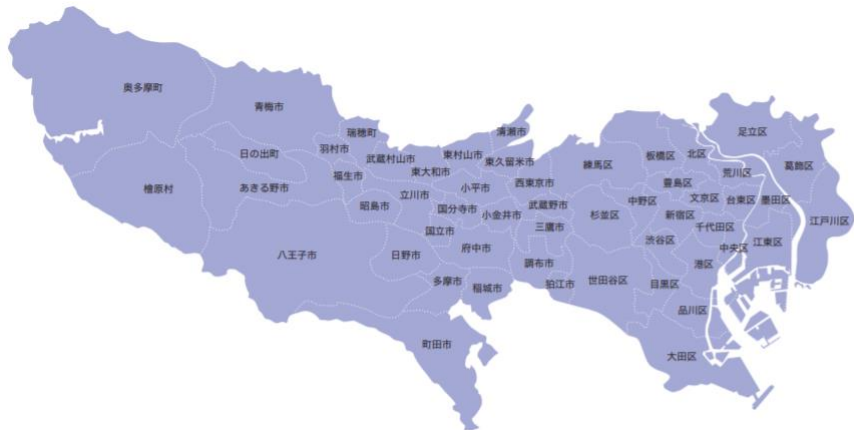 奥多摩町
青梅市
瑞穂町
清瀬市
足立区
日の出町
羽村市
武蔵村山市
東村山市
東久留米市
練馬区
板橋区
北区
葛飾区
荒川区
東大和市
福生市
檜原村
あきる野市
立川市
小平市
西東京市
豊島区
文京区
台東区
墨田区
昭島市
国分寺市
小金井市
武蔵野市
中野区
杉並区
新宿区
江戸川区
三鷹市
千代田区
国立市
府中市
渋谷区
中央区
江東区
八王子市
日野市
調布市
港区
多摩市
稲城市
狛江市
世田谷区
目黒区
品川区
町田市
大田区